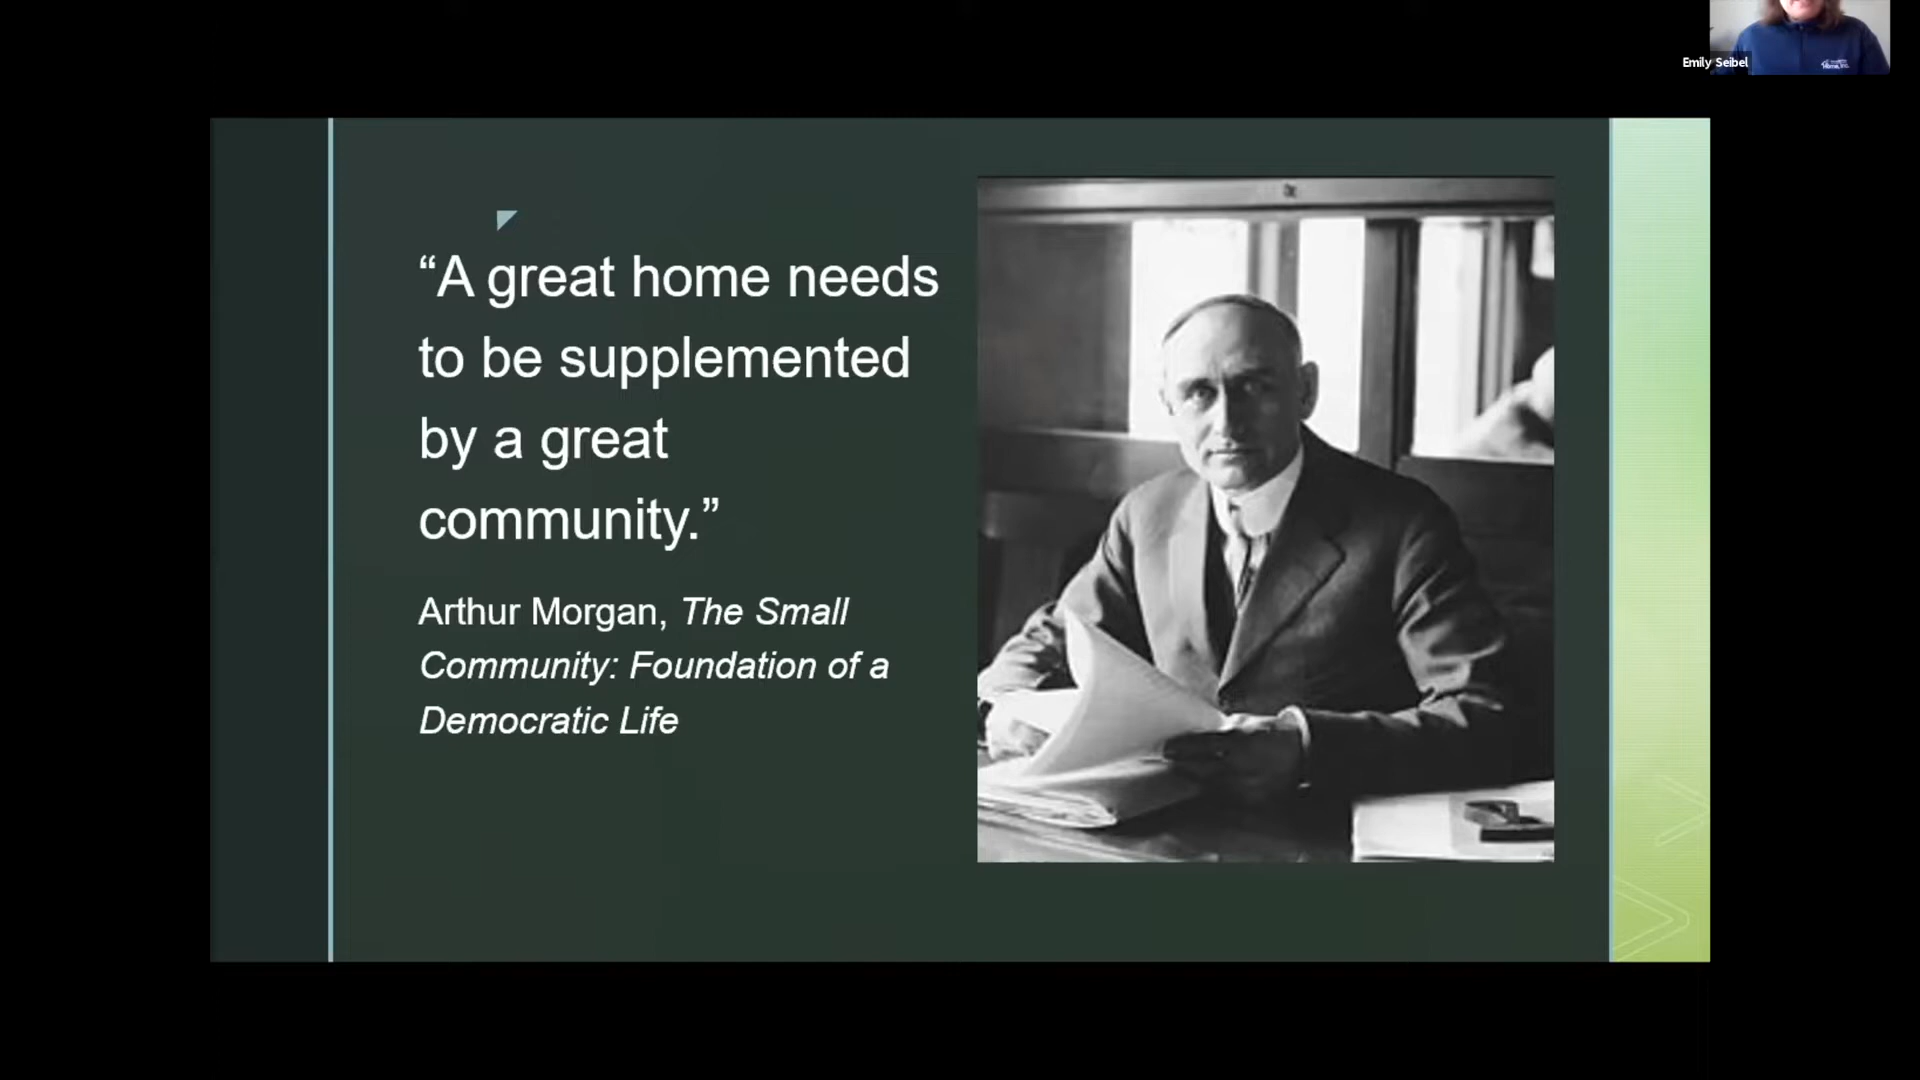 Emily Seibel
“A great home needs
to be supplemented
by a great
community.”
Arthur Morgan, The Small
Community: Foundation of a
Democratic Life